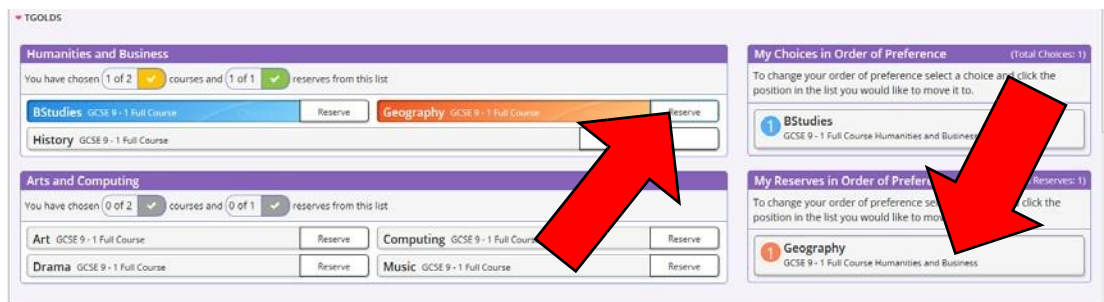 TGOLDS
Humanities and Business
You have chosen 1 of 2 courses and 1 of 1 reserves from this list
BStudies GCSE 9 - 1 Full Course Reserve
Geography GCSE 9 - 1 Full Course Reserve
History GCSE 9 - 1 Full Course
Arts and Computing
You have chosen 0 of 2 courses and 0 of 1 reserves from this list
Art GCSE 9 - 1 Full Course Reserve
Computing GCSE 9 - 1 Full Reserve
Drama GCSE 9 - 1 Full Course Reserve
Music GCSE 9 - 1 Full Course Reserve
My Choices in Order of Preference (Total Choices: 1)
To change your order of preference select a choice and click the
position in the list you would like to move it to.
1 BStudies
GCSE 9 - 1 Full Course Humanities and
My Reserves in Order of Reserves: 1)
To change your order of preference click the
position in the list you would like to
1 Geography
GCSE 9 - 1 Full Course Humanities and Business